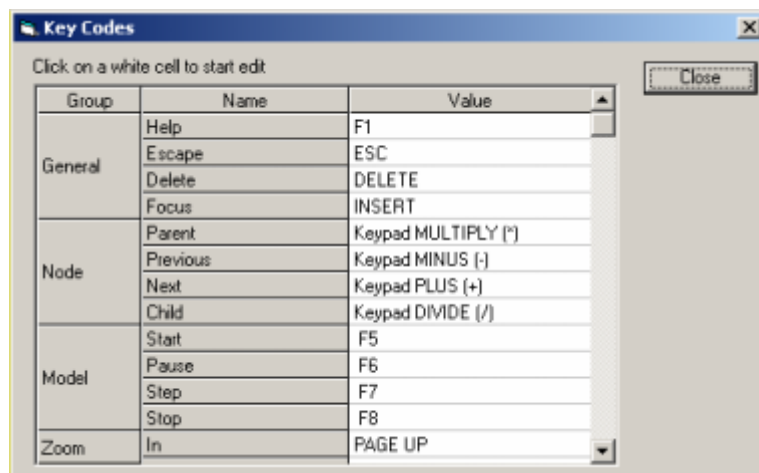 Key Codes
Click on a white cell to start edit
Close
Group Name Value
General
Help F1
Escape ESC
Delete DELETE
Focus INSERT
Node
Parent Keypad MULTIPLY (*)
Previous Keypad MINUS (-)
Next Keypad PLUS (+)
Child Keypad DIVIDE (/)
Model
Start F5
Pause F6
Step F7
Stop F8
Zoom In PAGE UP